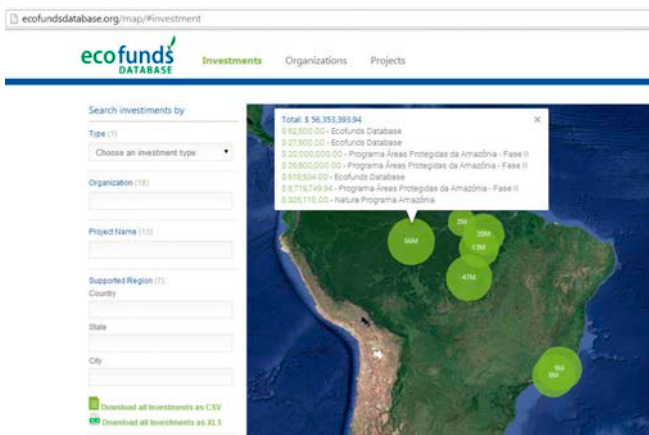 ecofundsdatabase.org/map/#investment
ecofunds
DATABASE
Investments
Organizations
Projects
Search investiments by
Type (1)
Choose an investment type
Organization (18)
Project Name (13)
Supported Region (7)
Country
State
City
Download all Investments as CSV
Download all Investments as XLS
Total: $ 56,353,393.94
×
$ 62,500.00 - Ecofunds Database
$ 27,500.00 - Ecofunds Database
$ 20,000,000.00 - Programa Áreas Protegidas da Amazônia - Fase II
$ 26,600,000.00 - Programa Áreas Protegidas da Amazônia - Fase II
$ 618,534.00 - Ecofunds Database
$ 8,719,749.94 - Programa Áreas Protegidas da Amazônia - Fase II
$ 325,110.00 - Natura Programa Amazônia
56M
2M
13M
47M
9M